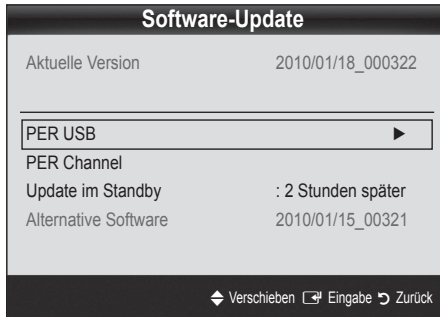 Software-Update
Aktuelle Version 2010/01/18_000322
PER USB
PER Channel
Update im Standby : 2 Stunden später
Alternative Software 2010/01/15_00321
Verschieben Eingabe Zurück